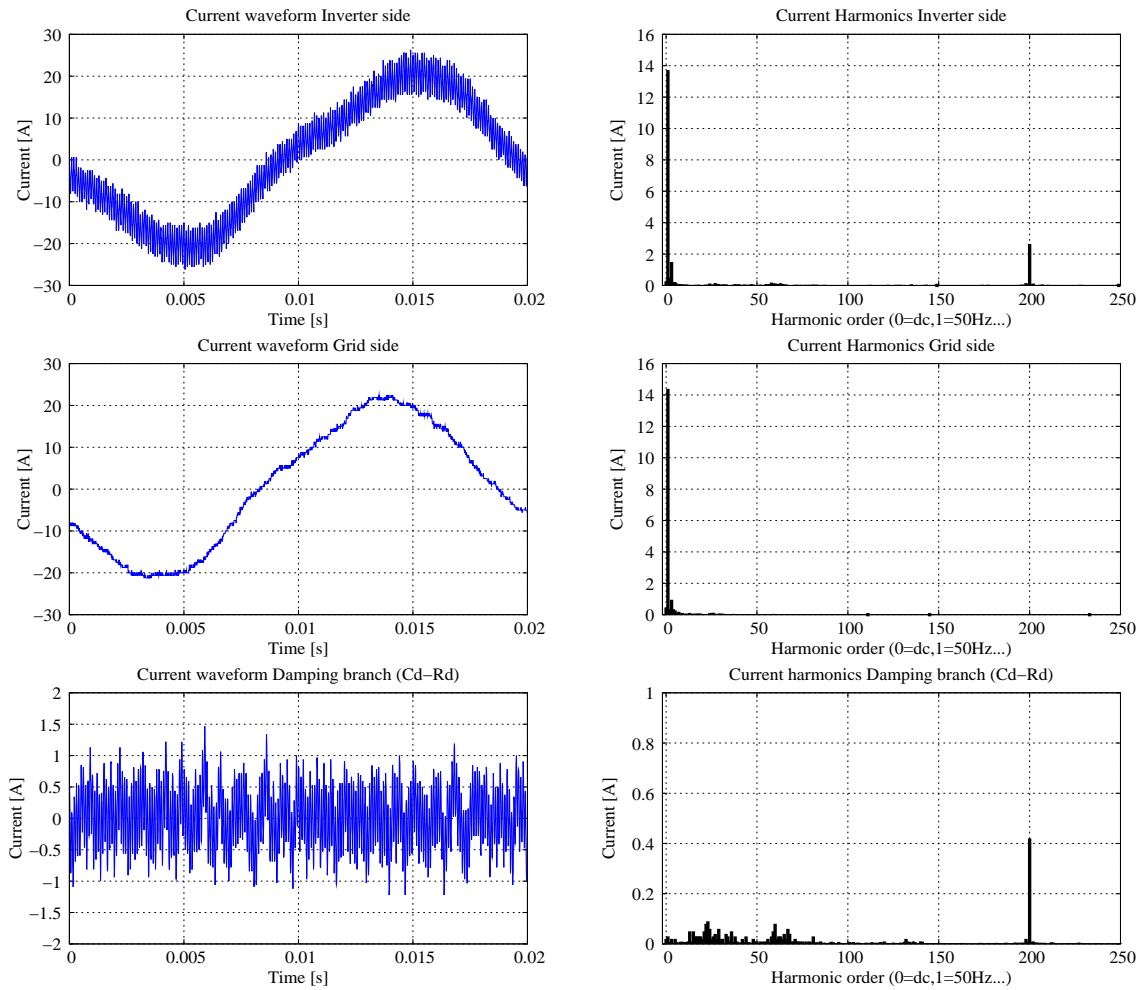 Current waveform Inverter side
30
20
10
0
−10
−20
−30
0 0.005 0.01 0.015 0.02
Current [A]
Time [s]
Current Harmonics Inverter side
16
14
12
10
8
6
4
2
0
0 50 100 150 200 250
Current [A]
Harmonic order (0=dc,1=50Hz...)
Current waveform Grid side
30
20
10
0
−10
−20
−30
0 0.005 0.01 0.015 0.02
Current [A]
Time [s]
Current Harmonics Grid side
16
14
12
10
8
6
4
2
0
0 50 100 150 200 250
Current [A]
Harmonic order (0=dc,1=50Hz...)
Current waveform Damping branch (Cd−Rd)
2
1.5
1
0.5
0
−0.5
−1
−1.5
−2
0 0.005 0.01 0.015 0.02
Current [A]
Time [s]
Current harmonics Damping branch (Cd−Rd)
1
0.8
0.6
0.4
0.2
0
0 50 100 150 200 250
Current [A]
Harmonic order (0=dc,1=50Hz...)